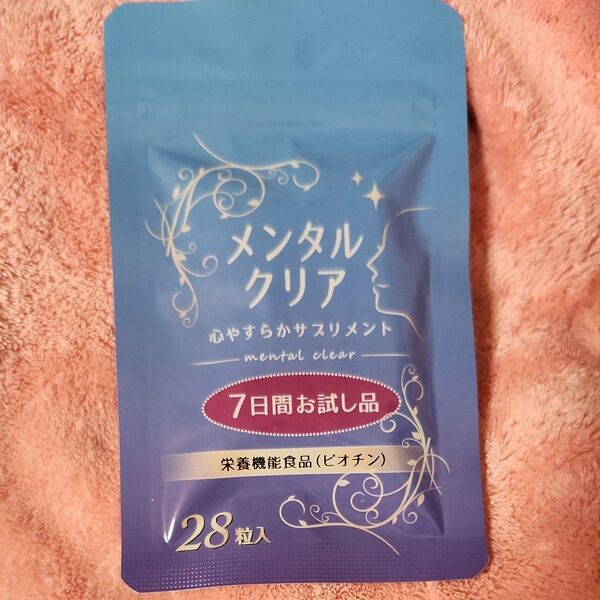 メンタル
クリア
心やすらかサプリメント
mental clear
7日間お試し品
栄養機能食品(ビオチン)
28粒入